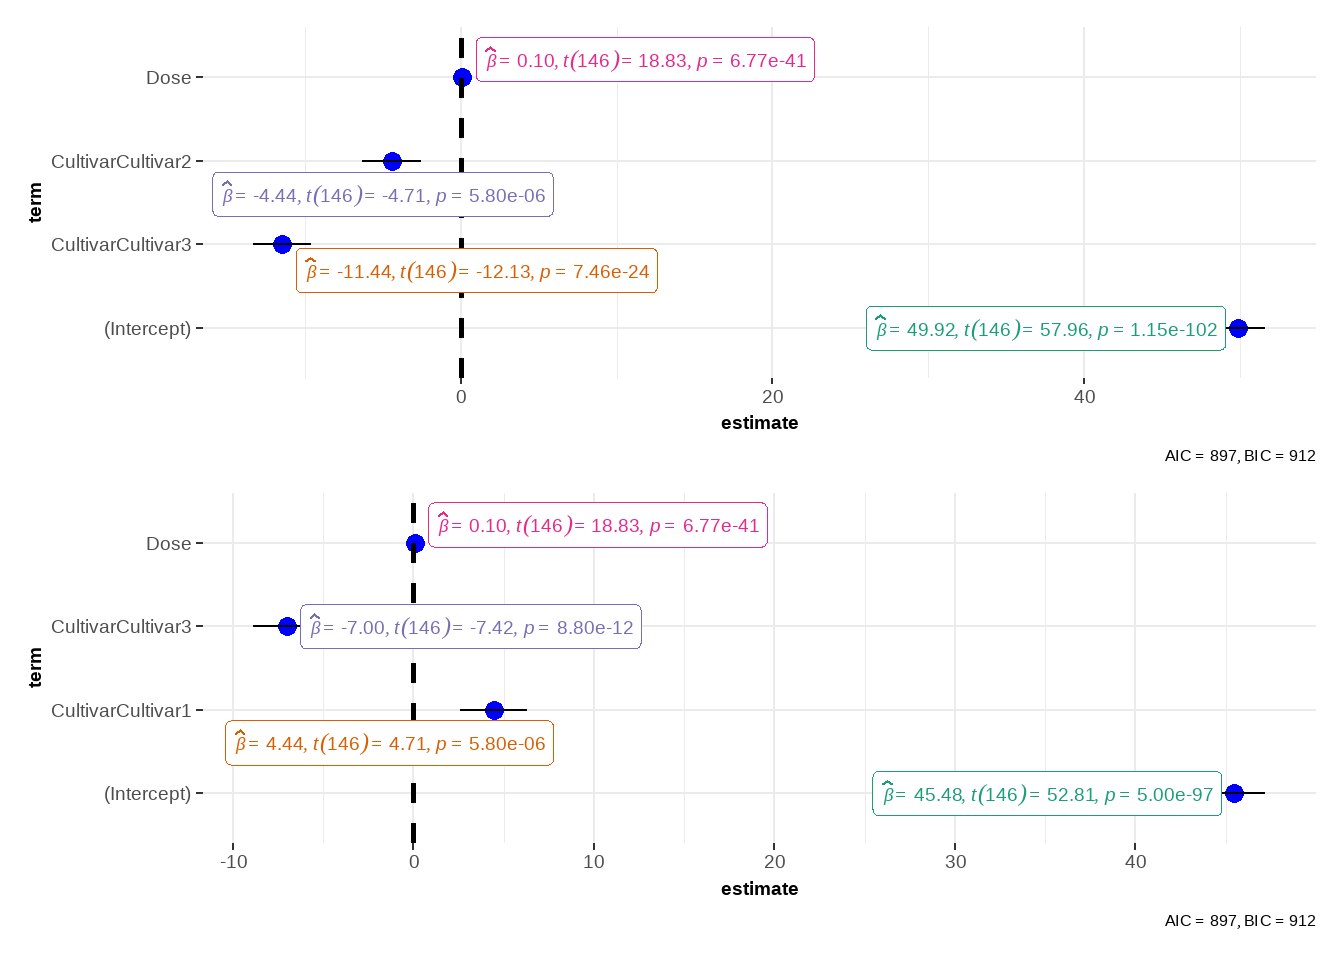 Dose
β̂ = 0.10, t(146) = 18.83, p = 6.77e-41
CultivarCultivar2
β̂ = -4.44, t(146) = -4.71, p = 5.80e-06
term
CultivarCultivar3
β̂ = -11.44, t(146) = -12.13, p = 7.46e-24
(Intercept)
β̂ = 49.92, t(146) = 57.96, p = 1.15e-102
0 20 40
estimate
AIC = 897, BIC = 912
Dose
β̂ = 0.10, t(146) = 18.83, p = 6.77e-41
CultivarCultivar3
β̂ = -7.00, t(146) = -7.42, p = 8.80e-12
term
CultivarCultivar1
β̂ = 4.44, t(146) = 4.71, p = 5.80e-06
(Intercept)
β̂ = 45.48, t(146) = 52.81, p = 5.00e-97
-10 0 10 20 30 40
estimate
AIC = 897, BIC = 912